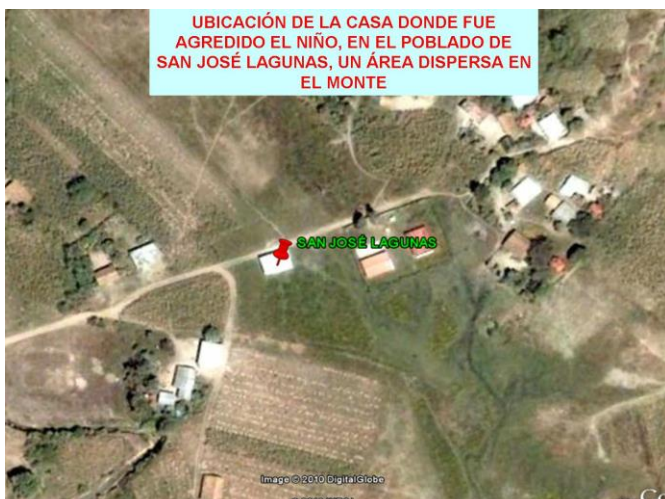 UBICACIÓN DE LA CASA DONDE FUE
AGREDIDO EL NIÑO, EN EL POBLADO DE
SAN JOSÉ LAGUNAS, UN ÁREA DISPERSA EN
EL MONTE
SAN JOSÉ LAGUNAS
Image © 2010 DigitalGlobe